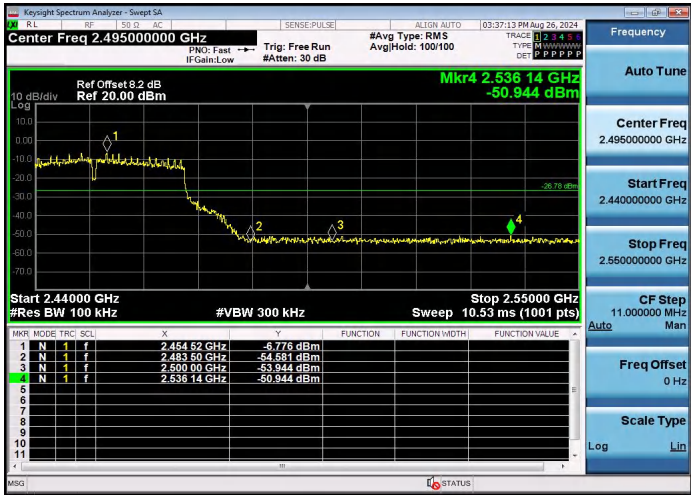 Keysight Spectrum Analyzer - Swept SA
RL RF 50 Ω AC SENSE:PULSE ALIGN AUTO 03:37:13 PM Aug 26, 2024
Center Freq 2.495000000 GHz
PNO: Fast
IFGain:Low
Trig: Free Run
#Atten: 30 dB
#Avg Type: RMS
Avg|Hold: 100/100
TRACE 1 2 3 4 5 6
TYPE M W W W W W
DET P P P P P P
Ref Offset 8.2 dB
Ref 20.00 dBm
10 dB/div
Log
Mkr4 2.536 14 GHz
-50.944 dBm
10.0
0.00
-10.0
-20.0
-30.0
-40.0
-50.0
-60.0
-70.0
1
2
3
4
-26.78 dBm
Start 2.44000 GHz
#Res BW 100 kHz
#VBW 300 kHz
Stop 2.55000 GHz
Sweep 10.53 ms (1001 pts)
MKR MODE TRC SCL X Y FUNCTION FUNCTION WIDTH FUNCTION VALUE
1 N 1 f 2.454 52 GHz -6.776 dBm
2 N 1 f 2.483 50 GHz -54.581 dBm
3 N 1 f 2.500 00 GHz -53.944 dBm
4 N 1 f 2.536 14 GHz -50.944 dBm
5
6
7
8
9
10
11
MSG STATUS
Frequency
Auto Tune
Center Freq
2.495000000 GHz
Start Freq
2.440000000 GHz
Stop Freq
2.550000000 GHz
CF Step
11.000000 MHz
Auto Man
Freq Offset
0 Hz
Scale Type
Log Lin